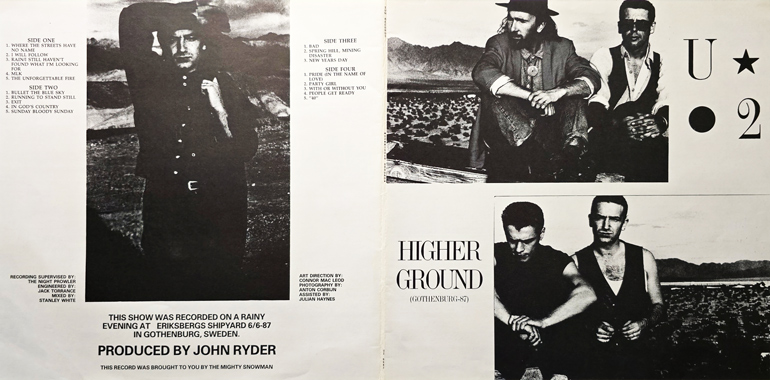 SIDE ONE
1. WHERE THE STREETS HAVE
NO NAME
2. I WILL FOLLOW
3. RAINS STILL HAVEN'T
FOUND WHAT I'M LOOKING
FOR
4. MLK
5. THE UNFORGETTABLE FIRE
SIDE TWO
1. BULLET THE BLUE SKY
2. RUNNING TO STAND STILL
3. EXIT
4. IN GOD'S COUNTRY
5. SUNDAY BLOODY SUNDAY
SIDE THREE
1. BAD
2. SPRING HILL, MINING
DISASTER
3. NEW YEARS DAY
SIDE FOUR
1. PRIDE (IN THE NAME OF
LOVE)
2. PARTY GIRL
3. WITH OR WITHOUT YOU
4. PEOPLE GET READY
5. "40"
RECORDING SUPERVISED BY:
THE NIGHT PROWLER
ENGINEERED BY:
JACK TORRANCE
MIXED BY:
STANLEY WHITE
ART DIRECTION BY:
CONNOR MAC LEOD
PHOTOGRAPHY BY:
ANTON CORBIJN
ASSISTED BY:
JULIAN HAYNES
THIS SHOW WAS RECORDED ON A RAINY
EVENING AT ERIKSBERGS SHIPYARD 6/6-87
IN GOTHENBURG, SWEDEN.
PRODUCED BY JOHN RYDER
THIS RECORD WAS BROUGHT TO YOU BY THE MIGHTY SNOWMAN
U ★
● 2
HIGHER
GROUND
(GOTHENBURG-87)